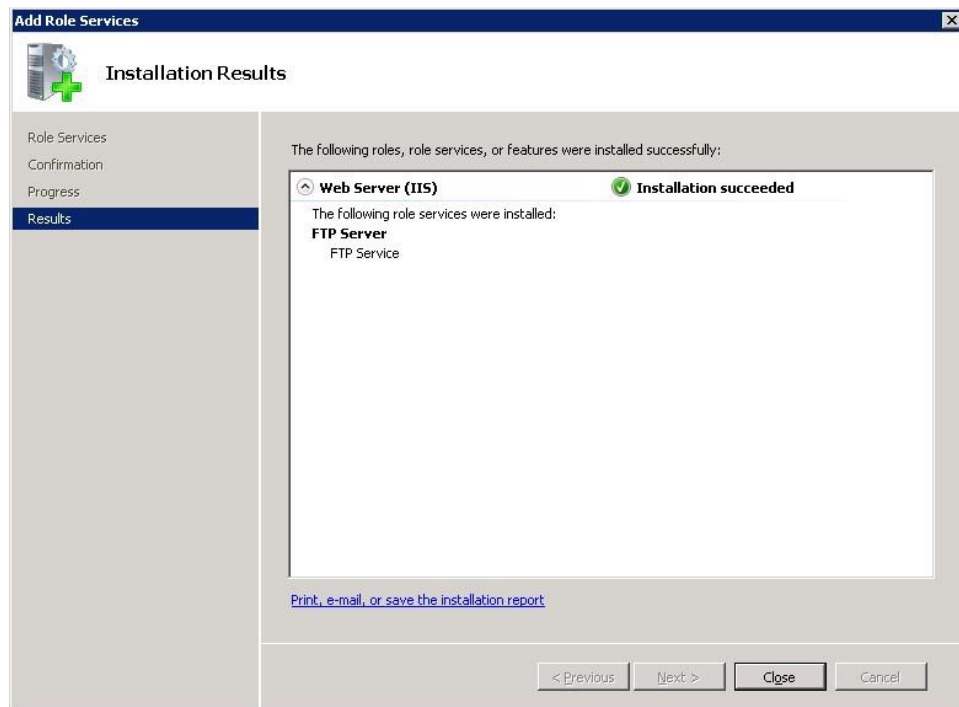 Add Role Services
Installation Results
Role Services
Confirmation
Progress
Results
The following roles, role services, or features were installed successfully:
Web Server (IIS) Installation succeeded
The following role services were installed:
FTP Server
FTP Service
Print, e-mail, or save the installation report
< Previous Next > Close Cancel